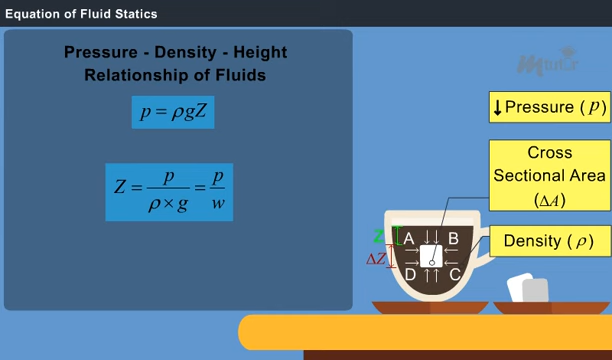 Equation of Fluid Statics
Pressure - Density - Height
Relationship of Fluids
p = ρgZ
Z = p / (ρ × g) = p / w
↓ Pressure (p)
Cross
Sectional Area
(ΔA)
Density (ρ)
Z
A
B
ΔZ
D
C